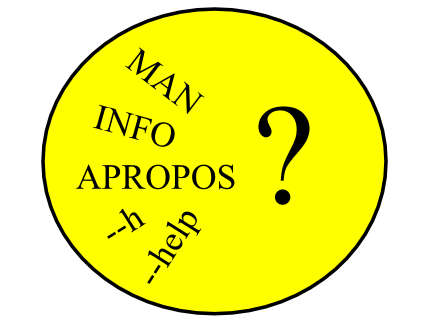 MAN
INFO
APROPOS
--h
--help
?